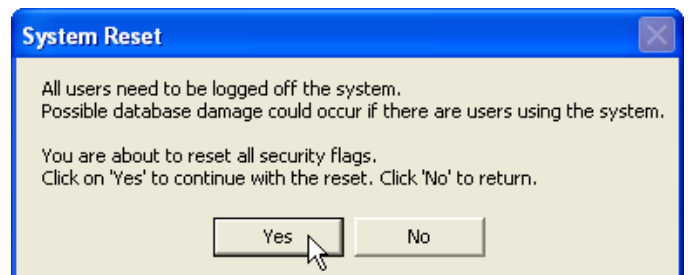 System Reset
All users need to be logged off the system.
Possible database damage could occur if there are users using the system.
You are about to reset all security flags.
Click on 'Yes' to continue with the reset. Click 'No' to return.
Yes No